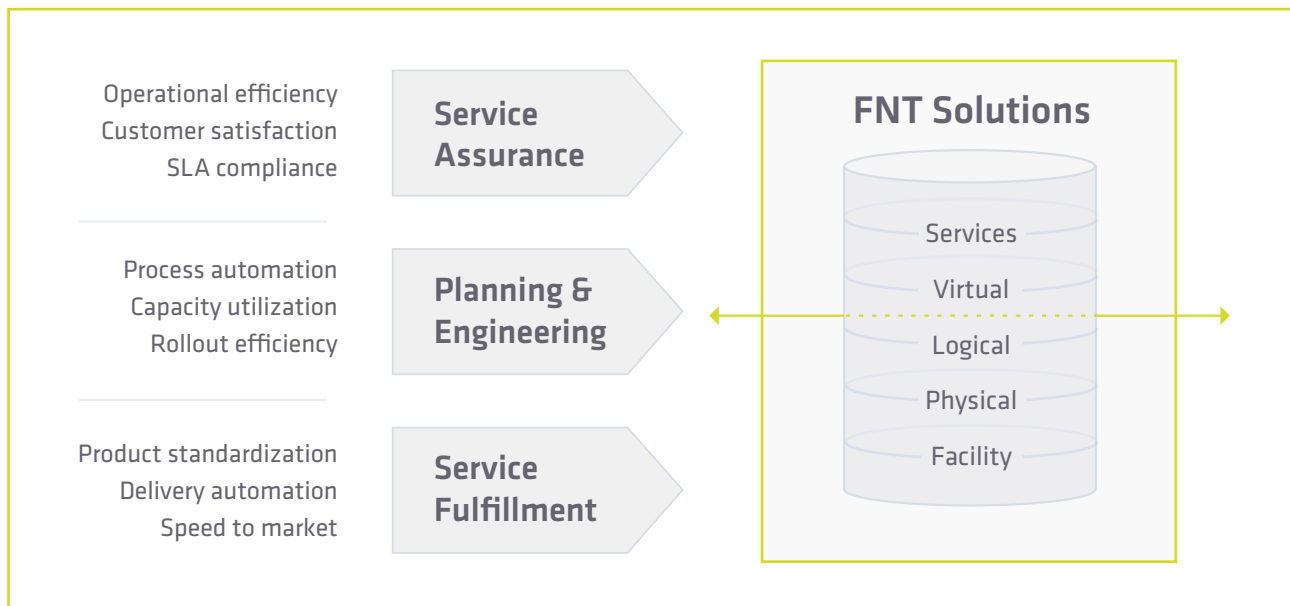 Operational efficiency
Customer satisfaction
SLA compliance
Service
Assurance
Process automation
Capacity utilization
Rollout efficiency
Planning &
Engineering
Product standardization
Delivery automation
Speed to market
Service
Fulfillment
FNT Solutions
Services
Virtual
Logical
Physical
Facility